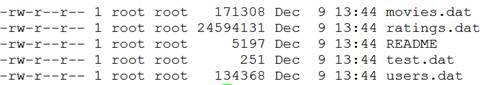 -rw-r--r-- 1 root root   171308 Dec  9 13:44 movies.dat
-rw-r--r-- 1 root root 24594131 Dec  9 13:44 ratings.dat
-rw-r--r-- 1 root root     5197 Dec  9 13:44 README
-rw-r--r-- 1 root root      251 Dec  9 13:44 test.dat
-rw-r--r-- 1 root root   134368 Dec  9 13:44 users.dat